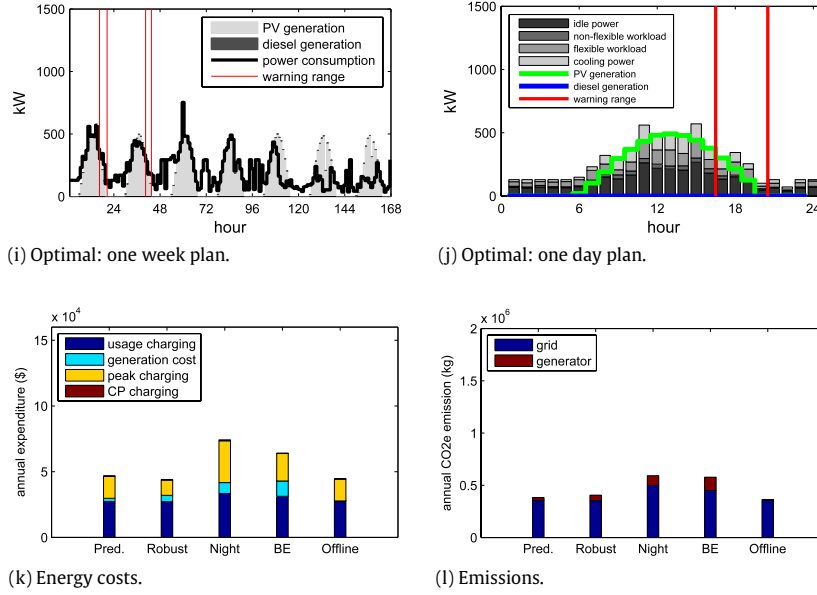 1500
1000
500
0
kW
PV generation
diesel generation
power consumption
warning range
24 48 72 96 120 144 168
hour
(i) Optimal: one week plan.
1500
1000
500
0
kW
idle power
non-flexible workload
flexible workload
cooling power
PV generation
diesel generation
warning range
0 6 12 18 24
hour
(j) Optimal: one day plan.
x 10^4
15
10
5
0
annual expenditure ($)
usage charging
generation cost
peak charging
CP charging
Pred. Robust Night BE Offline
(k) Energy costs.
x 10^6
2
1.5
1
0.5
0
annual CO2e emission (kg)
grid
generator
Pred. Robust Night BE Offline
(l) Emissions.